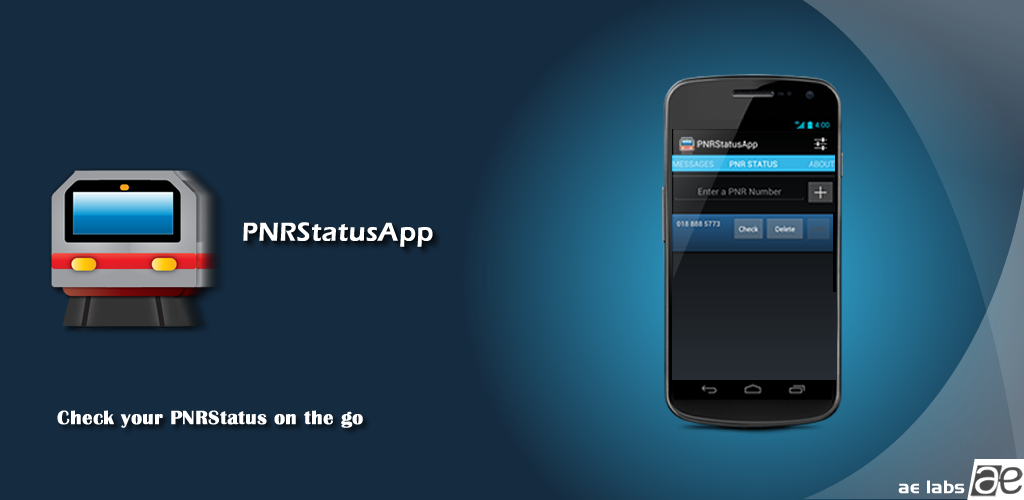 PNRStatusApp
Check your PNRStatus on the go
4:00
PNRStatusApp
MESSAGES PNR STATUS ABOUT
Enter a PNR Number
018 888 5773 Check Delete
ae labs ae